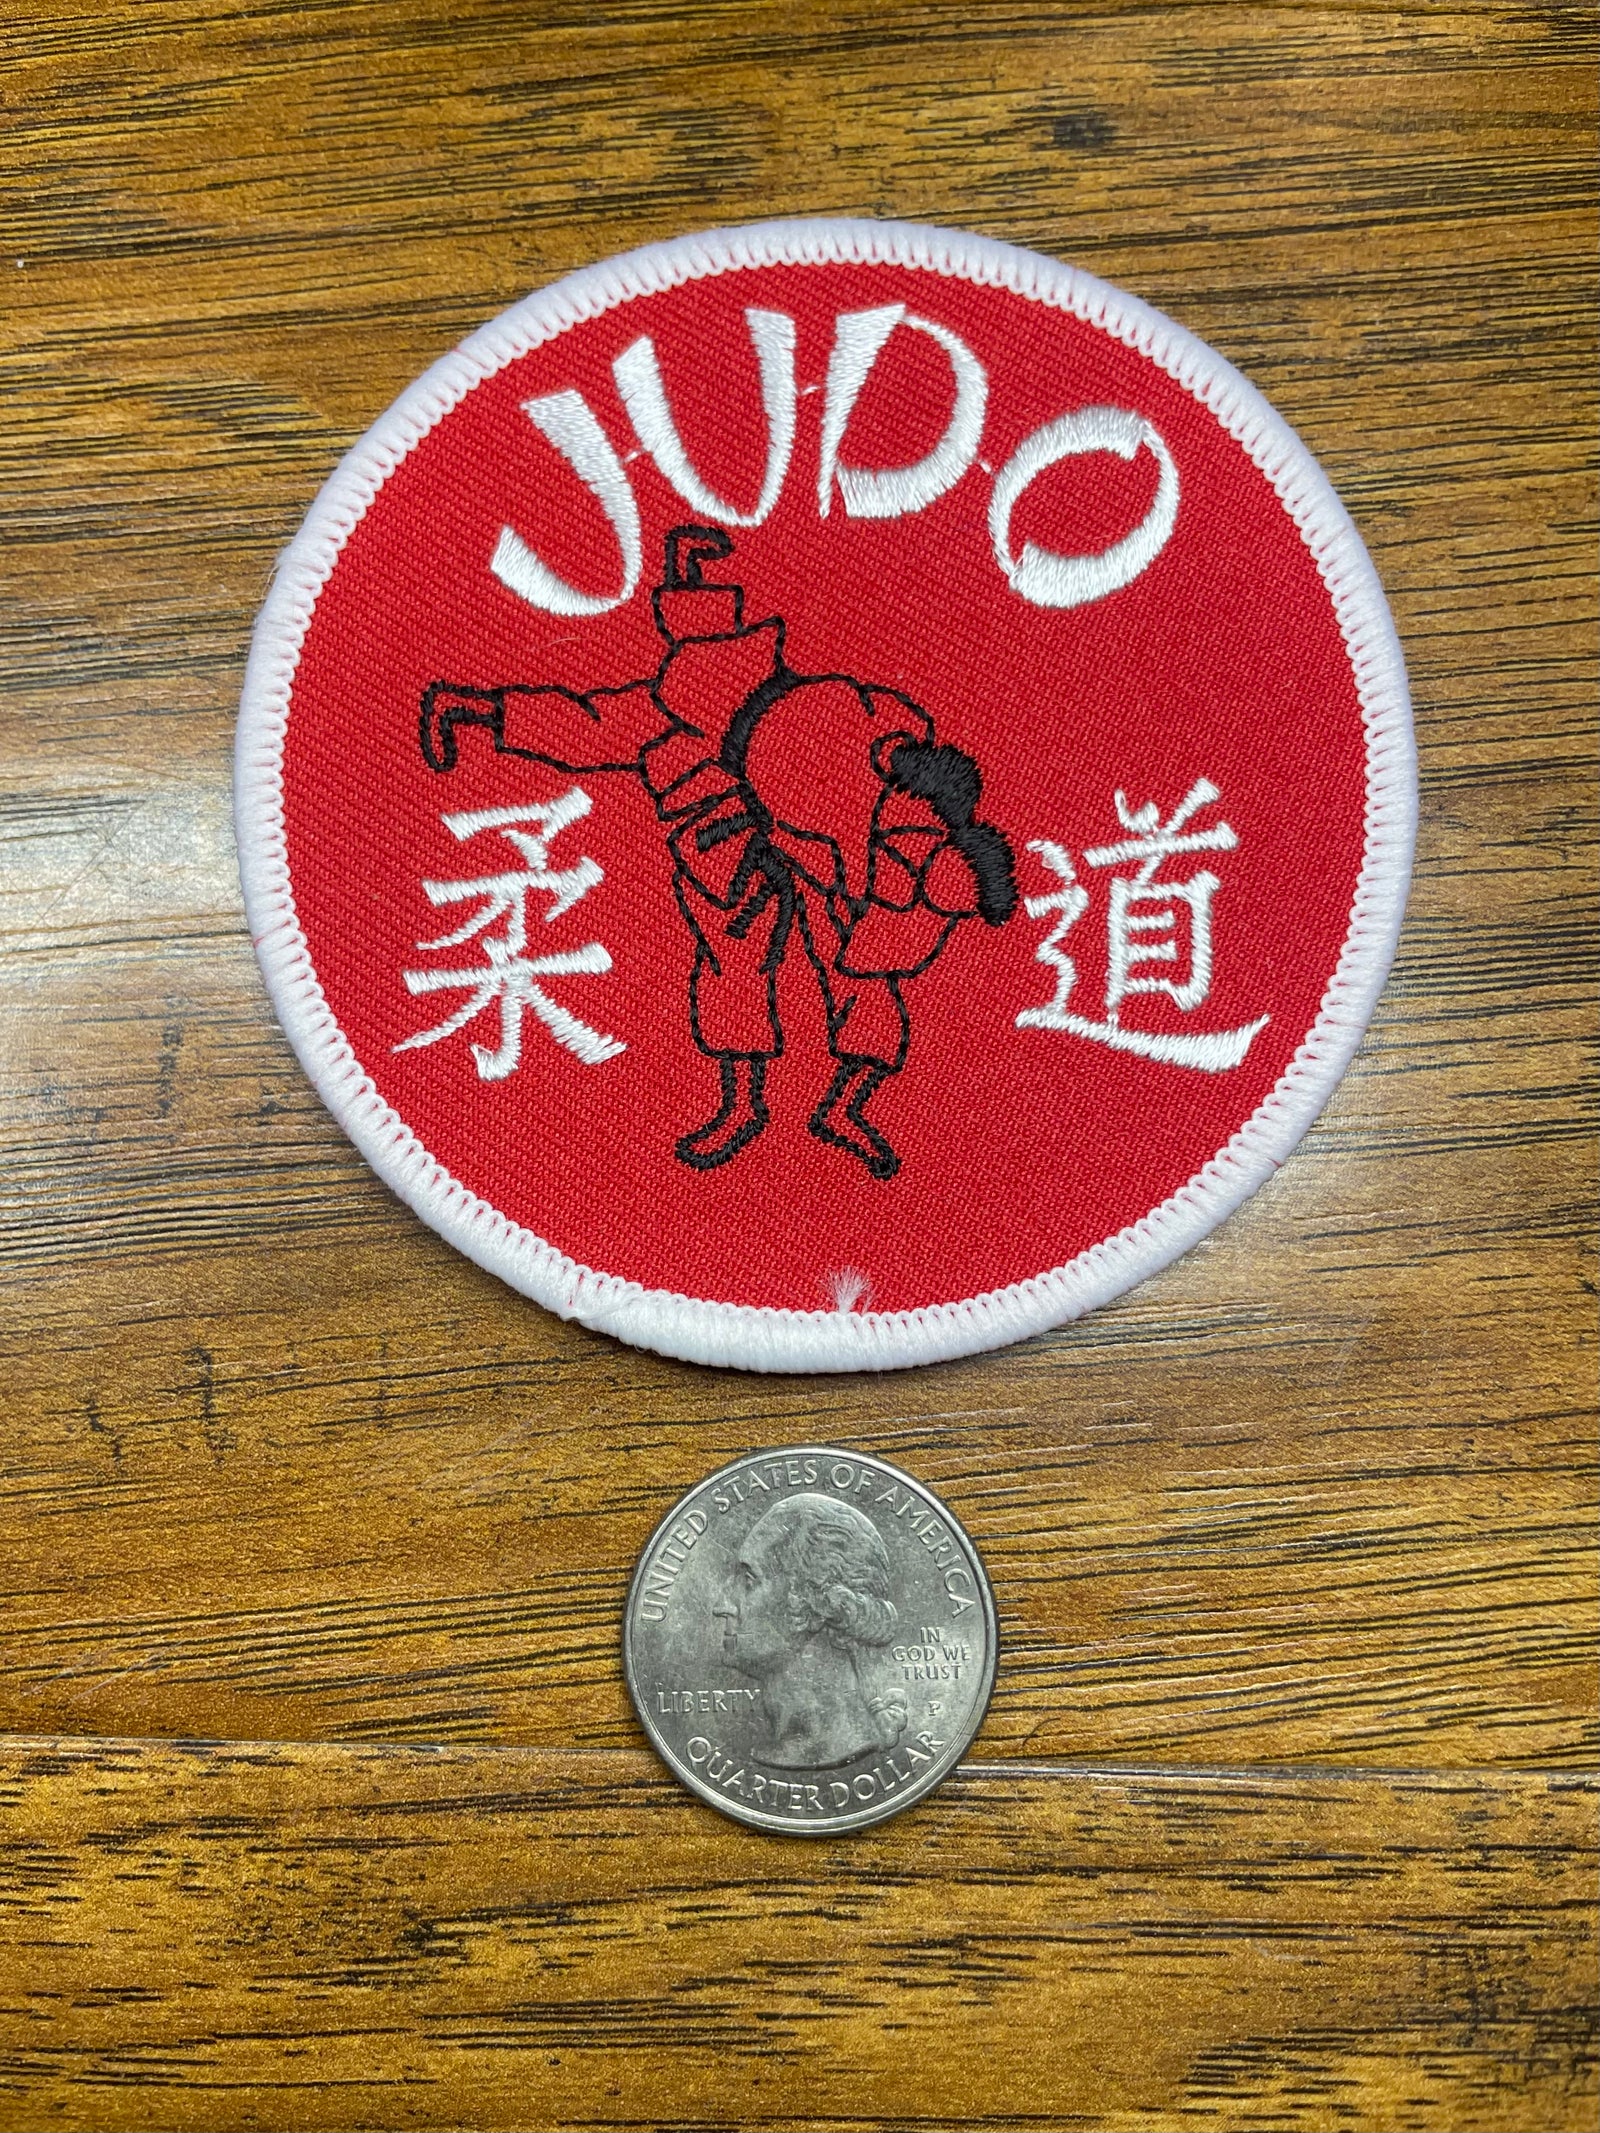 JUDO
柔 道
UNITED STATES OF AMERICA
IN
GOD WE
TRUST
LIBERTY
P
QUARTER DOLLAR